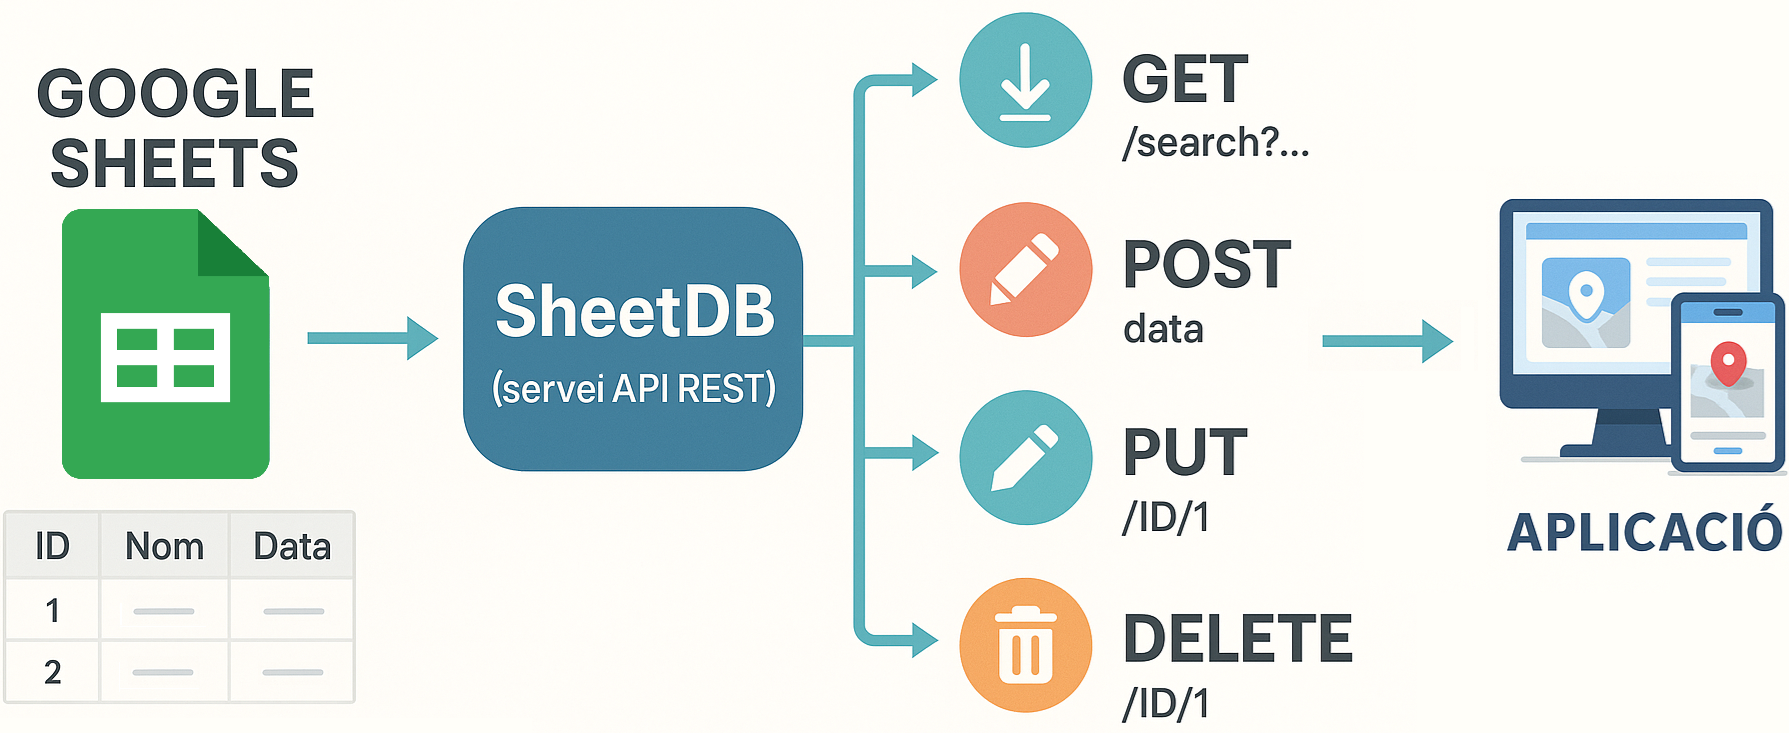 GOOGLE
SHEETS
ID Nom Data
1
2
SheetDB
(servei API REST)
GET
/search?...
POST
data
PUT
/ID/1
DELETE
/ID/1
APLICACIÓ